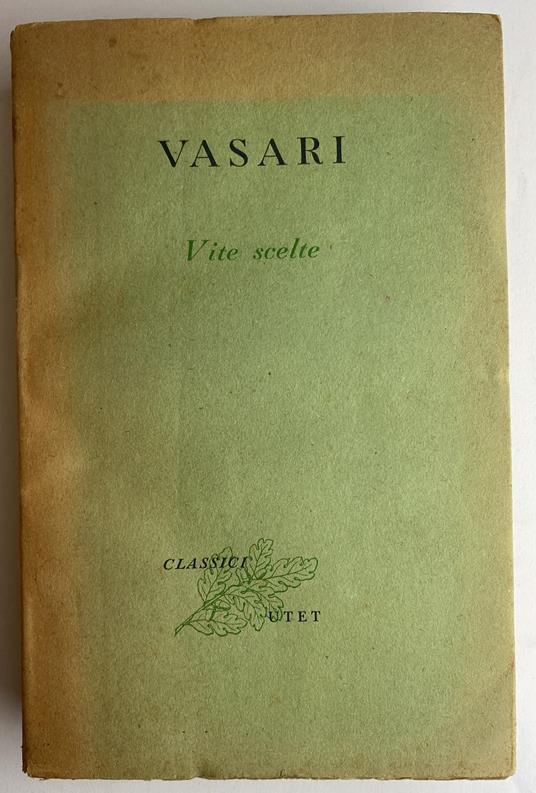 VASARI
Vite scelte
CLASSICI
UTET